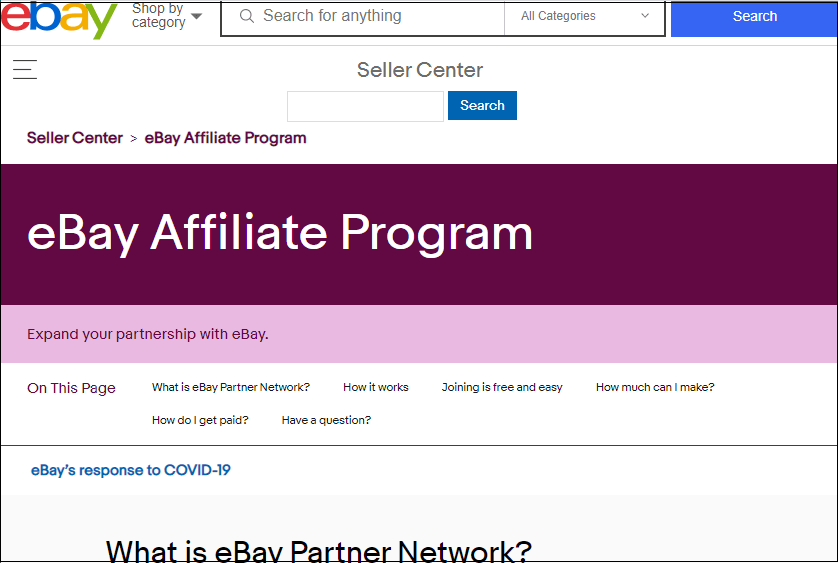 ebay
Shop by
category
Search for anything
All Categories
Search
Seller Center
Search
Seller Center > eBay Affiliate Program
eBay Affiliate Program
Expand your partnership with eBay.
On This Page What is eBay Partner Network? How it works Joining is free and easy How much can I make?
How do I get paid? Have a question?
eBay's response to COVID-19
What is eBay Partner Network?